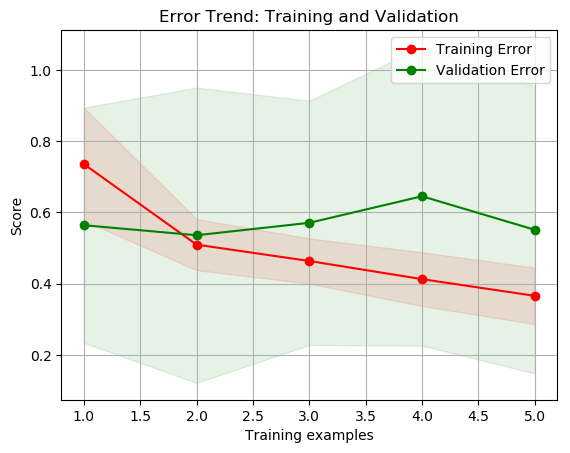 Error Trend: Training and Validation
Training Error
Validation Error
Score
1.0
0.8
0.6
0.4
0.2
1.0 1.5 2.0 2.5 3.0 3.5 4.0 4.5 5.0
Training examples